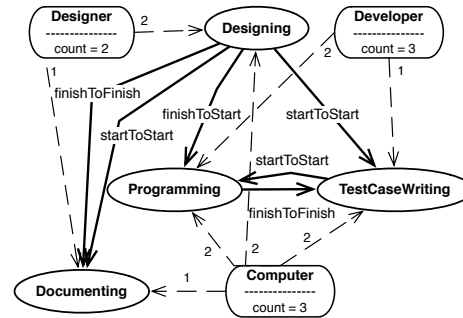 Designer
---------------
count = 2
2
Designing
Developer
---------------
count = 3
1
2
1
finishToFinish
startToStart
finishToStart
startToStart
startToStart
Programming
TestCaseWriting
finishToFinish
2
2
2
Documenting
1
Computer
---------------
count = 3